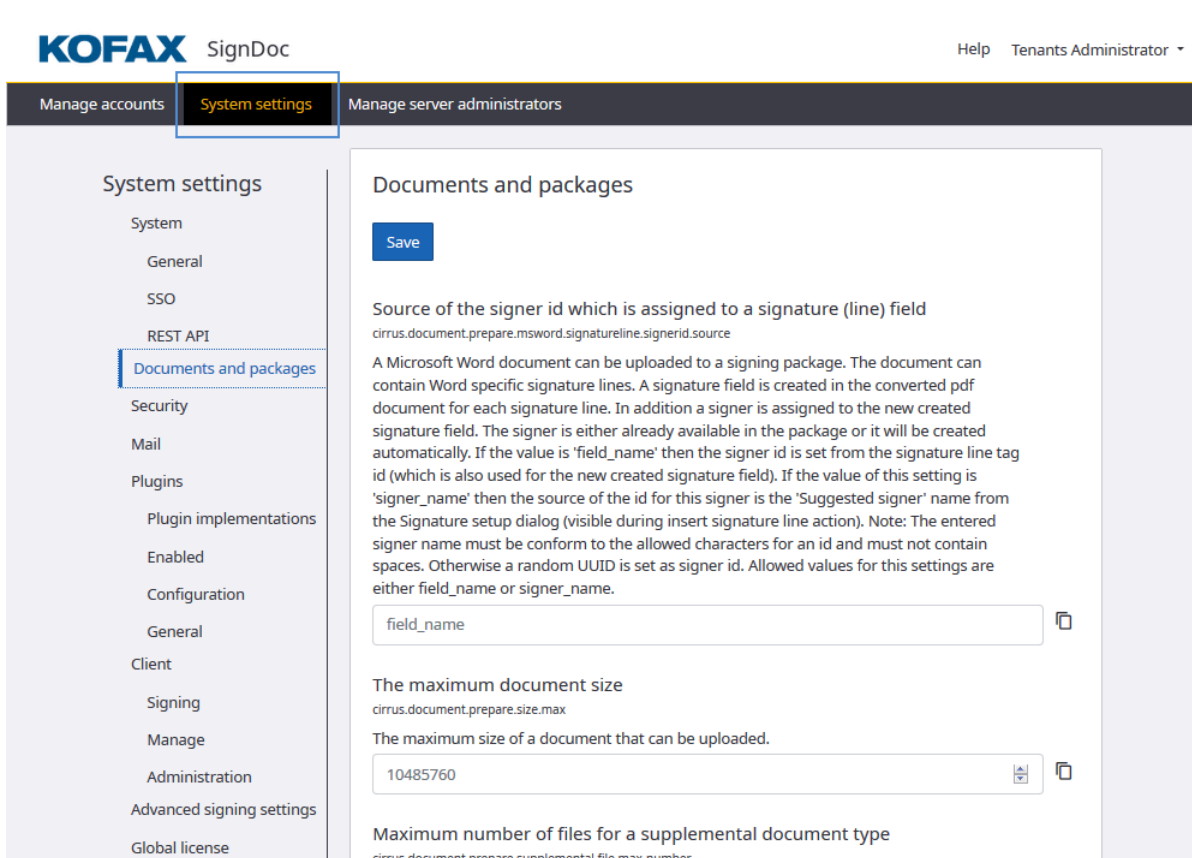 KOFAX SignDoc
Help Tenants Administrator
Manage accounts System settings Manage server administrators
System settings
System
General
SSO
REST API
Documents and packages
Security
Mail
Plugins
Plugin implementations
Enabled
Configuration
General
Client
Signing
Manage
Administration
Advanced signing settings
Global license
Documents and packages
Save
Source of the signer id which is assigned to a signature (line) field
cirrus.document.prepare.msword.signatureline.signerid.source
A Microsoft Word document can be uploaded to a signing package. The document can
contain Word specific signature lines. A signature field is created in the converted pdf
document for each signature line. In addition a signer is assigned to the new created
signature field. The signer is either already available in the package or it will be created
automatically. If the value is 'field_name' then the signer id is set from the signature line tag
id (which is also used for the new created signature field). If the value of this setting is
'signer_name' then the source of the id for this signer is the 'Suggested signer' name from
the Signature setup dialog (visible during insert signature line action). Note: The entered
signer name must be conform to the allowed characters for an id and must not contain
spaces. Otherwise a random UUID is set as signer id. Allowed values for this settings are
either field_name or signer_name.
field_name
The maximum document size
cirrus.document.prepare.size.max
The maximum size of a document that can be uploaded.
10485760
Maximum number of files for a supplemental document type
cirrus.document.prepare.supplemental.file.max.number